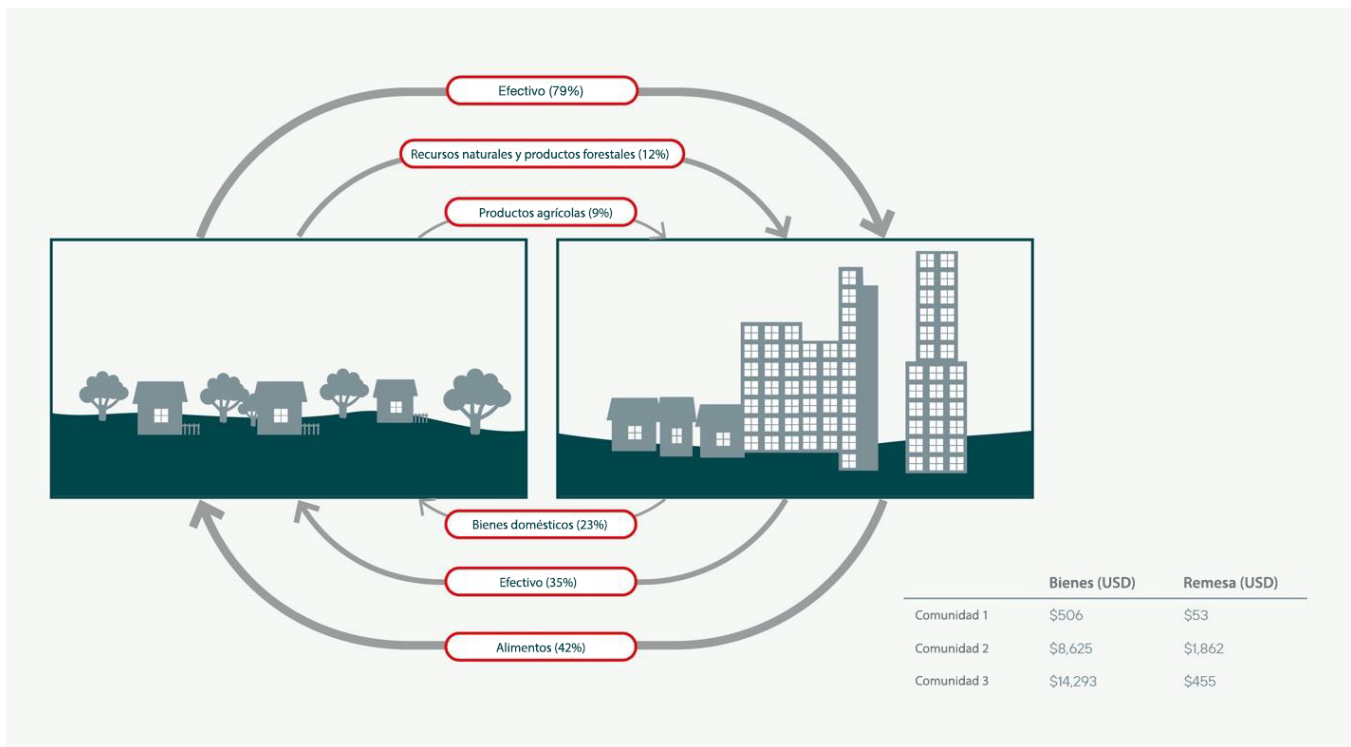 Efectivo (79%)
Recursos naturales y productos forestales (12%)
Productos agrícolas (9%)
Bienes domésticos (23%)
Efectivo (35%)
Alimentos (42%)
Bienes (USD) Remesa (USD)
Comunidad 1 $506 $53
Comunidad 2 $8,625 $1,862
Comunidad 3 $14,293 $455